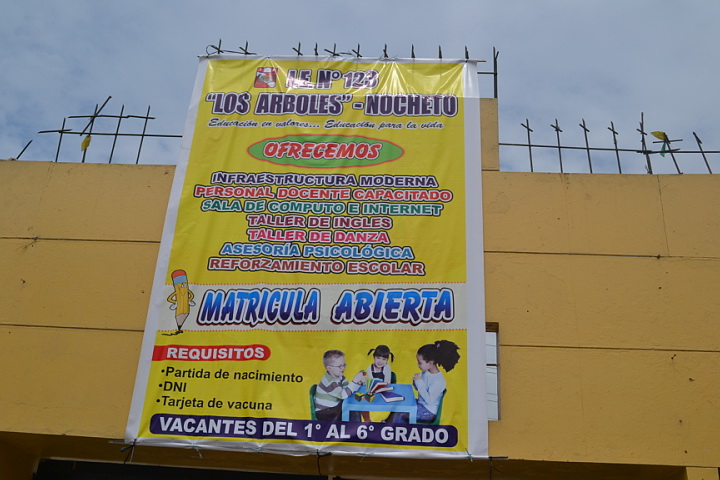 I.E. N° 123
"LOS ARBOLES" - NOCHETO
Educación en valores... Educación para la vida
OFRECEMOS
INFRAESTRUCTURA MODERNA
PERSONAL DOCENTE CAPACITADO
SALA DE COMPUTO E INTERNET
TALLER DE INGLES
TALLER DE DANZA
ASESORÍA PSICOLÓGICA
REFORZAMIENTO ESCOLAR
MATRICULA ABIERTA
REQUISITOS
•Partida de nacimiento
•DNI
•Tarjeta de vacuna
VACANTES DEL 1° AL 6° GRADO